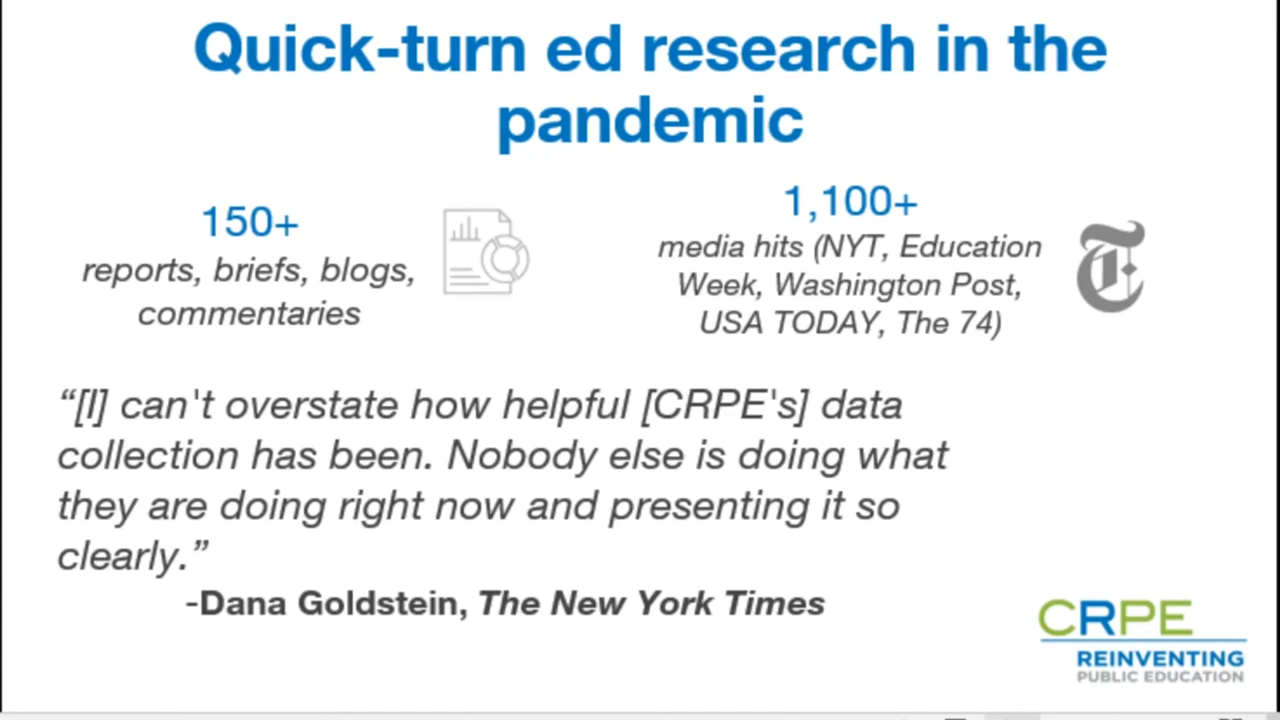 Quick-turn ed research in the
pandemic
150+
reports, briefs, blogs,
commentaries
1,100+
media hits (NYT, Education
Week, Washington Post,
USA TODAY, The 74)
T
“[I] can't overstate how helpful [CRPE's] data
collection has been. Nobody else is doing what
they are doing right now and presenting it so
clearly.”
-Dana Goldstein, The New York Times
CRPE
REINVENTING
PUBLIC EDUCATION